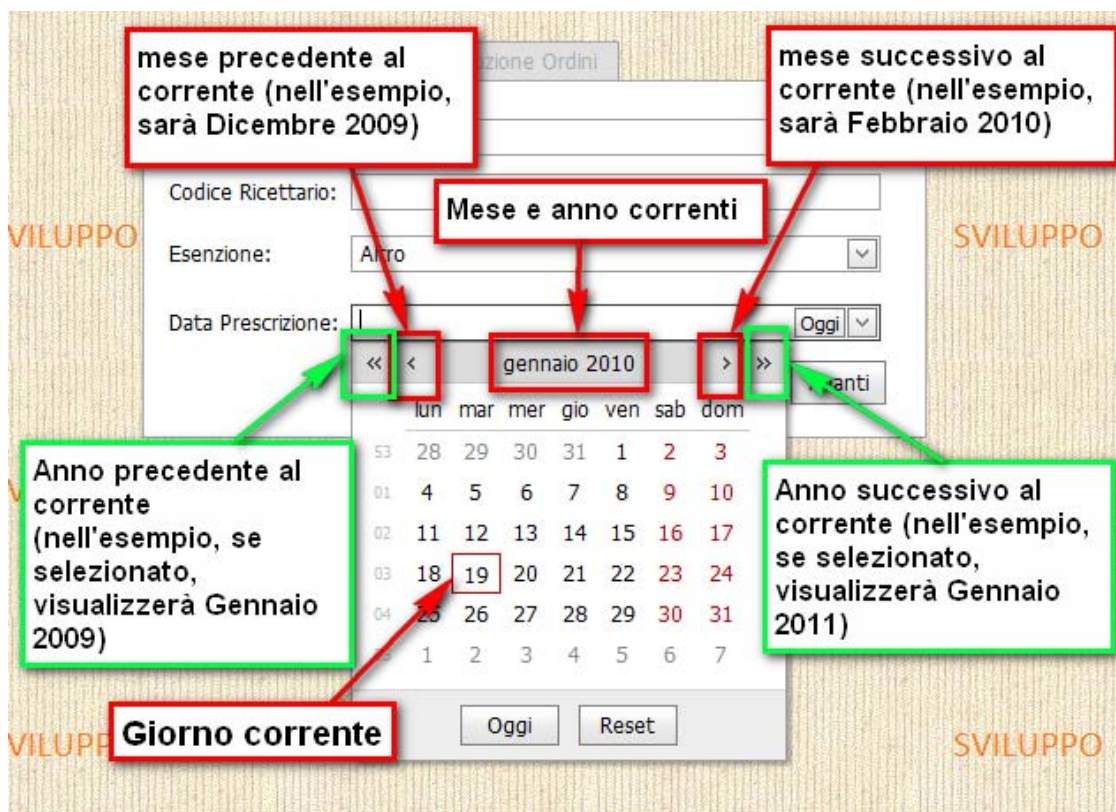 mese precedente al
corrente (nell'esempio,
sarà Dicembre 2009)
Ordini
mese successivo al
corrente (nell'esempio,
sarà Febbraio 2010)
Codice Ricettario:
Mese e anno correnti
SVILUPPO
Esenzione:
Altro
Data Prescrizione:
Oggi
« < gennaio 2010 > »
lun mar mer gio ven sab dom
53 28 29 30 31 1 2 3
01 4 5 6 7 8 9 10
02 11 12 13 14 15 16 17
03 18 19 20 21 22 23 24
04 25 26 27 28 29 30 31
1 2 3 4 5 6 7
Anno precedente al
corrente
(nell'esempio, se
selezionato,
visualizzerà Gennaio
2009)
Anno successivo al
corrente (nell'esempio,
se selezionato,
visualizzerà Gennaio
2011)
Giorno corrente
Oggi Reset
SVILUPPO